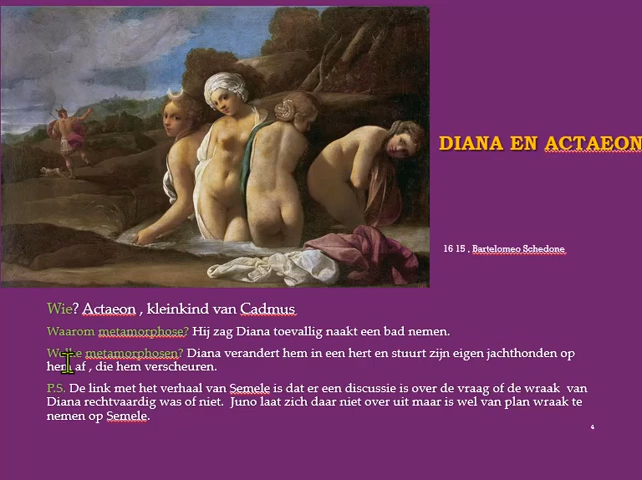 DIANA EN ACTAEON
16 15 , Bartelomeo Schedone
Wie? Actaeon , kleinkind van Cadmus
Waarom metamorphose? Hij zag Diana toevallig naakt een bad nemen.
Welke metamorphosen? Diana verandert hem in een hert en stuurt zijn eigen jachthonden op
hem af , die hem verscheuren.
P.S. De link met het verhaal van Semele is dat er een discussie is over de vraag of de wraak van
Diana rechtvaardig was of niet. Juno laat zich daar niet over uit maar is wel van plan wraak te
nemen op Semele.
4